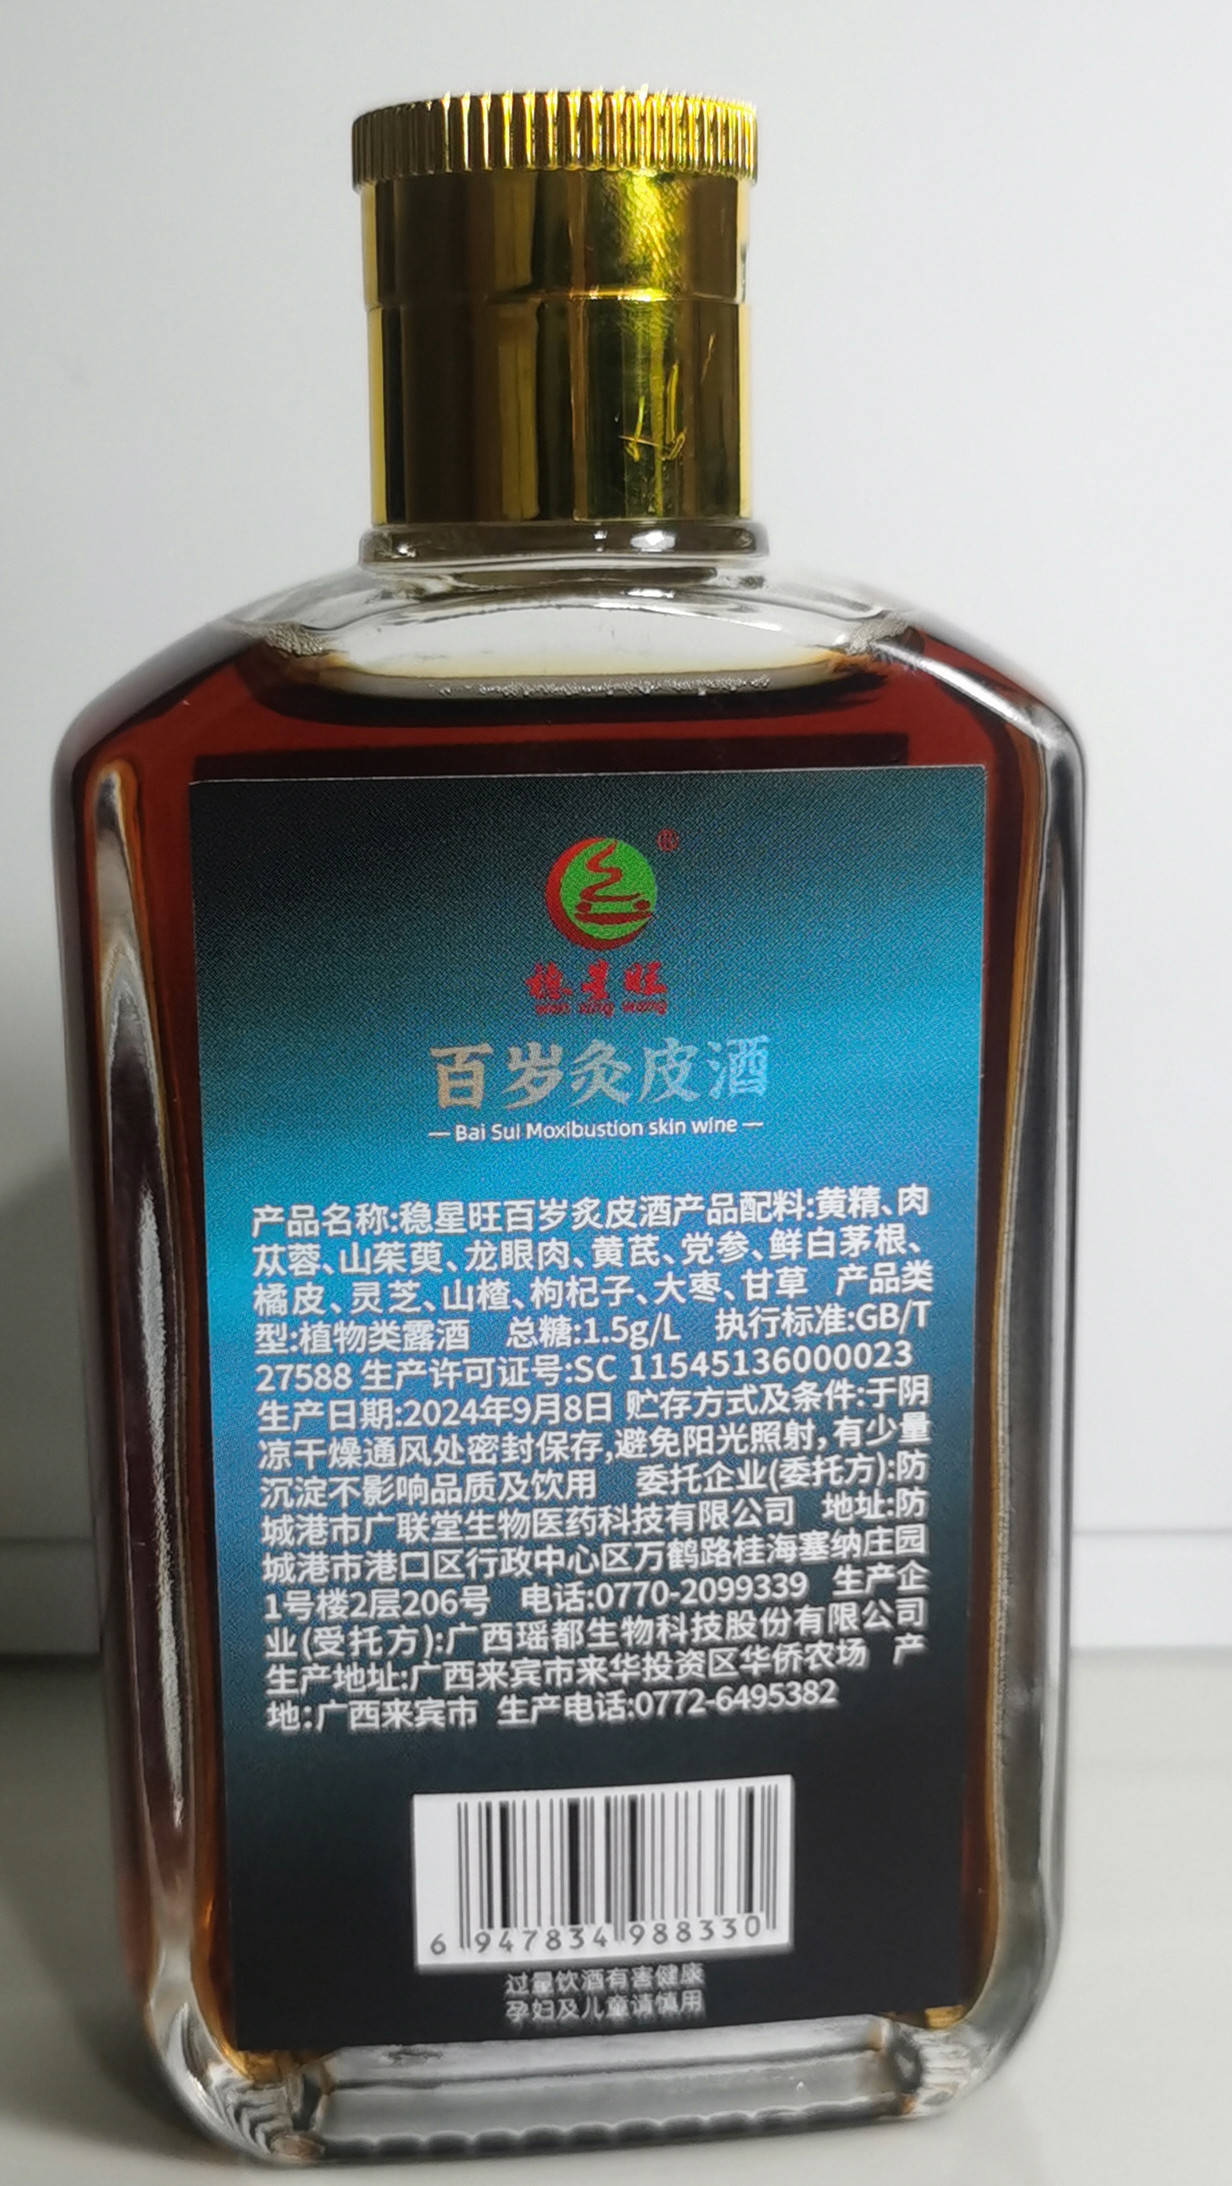 ®
稳星旺
wen xing wang
百岁灸皮酒
— Bai Sui Moxibustion skin wine —
产品名称:稳星旺百岁炙皮酒产品配料:黄精、肉
苁蓉、山茱萸、龙眼肉、黄芪、党参、鲜白茅根、
橘皮、灵芝、山楂、枸杞子、大枣、甘草 产品类
型:植物类露酒 总糖:1.5g/L 执行标准:GB/T
27588 生产许可证号:SC 11545136000023
生产日期:2024年9月8日 贮存方式及条件:于阴
凉干燥通风处密封保存,避免阳光照射,有少量
沉淀不影响品质及饮用 委托企业(委托方):防
城港市广联堂生物医药科技有限公司 地址:防
城港市港口区行政中心区万鹤路桂海塞纳庄园
1号楼2层206号 电话:0770-2099339 生产企
业(受托方):广西瑶都生物科技股份有限公司
生产地址:广西来宾市来华投资区华侨农场 产
地:广西来宾市 生产电话:0772-6495382
6 947834 988330
过量饮酒有害健康
孕妇及儿童请慎用